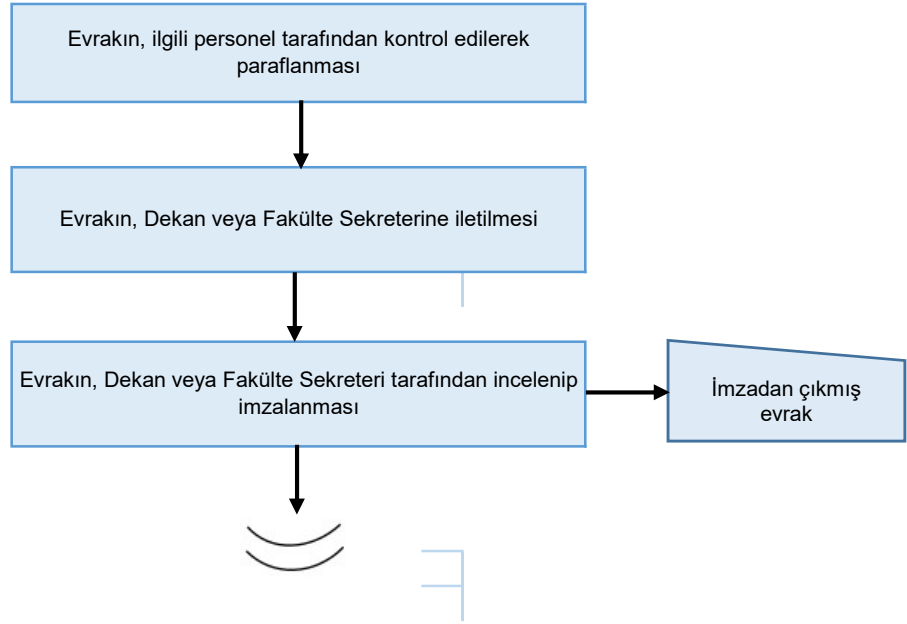 Evrakın, ilgili personel tarafından kontrol edilerek
paraflanması
Evrakın, Dekan veya Fakülte Sekreterine iletilmesi
Evrakın, Dekan veya Fakülte Sekreteri tarafından incelenip
imzalanması
İmzadan çıkmış
evrak